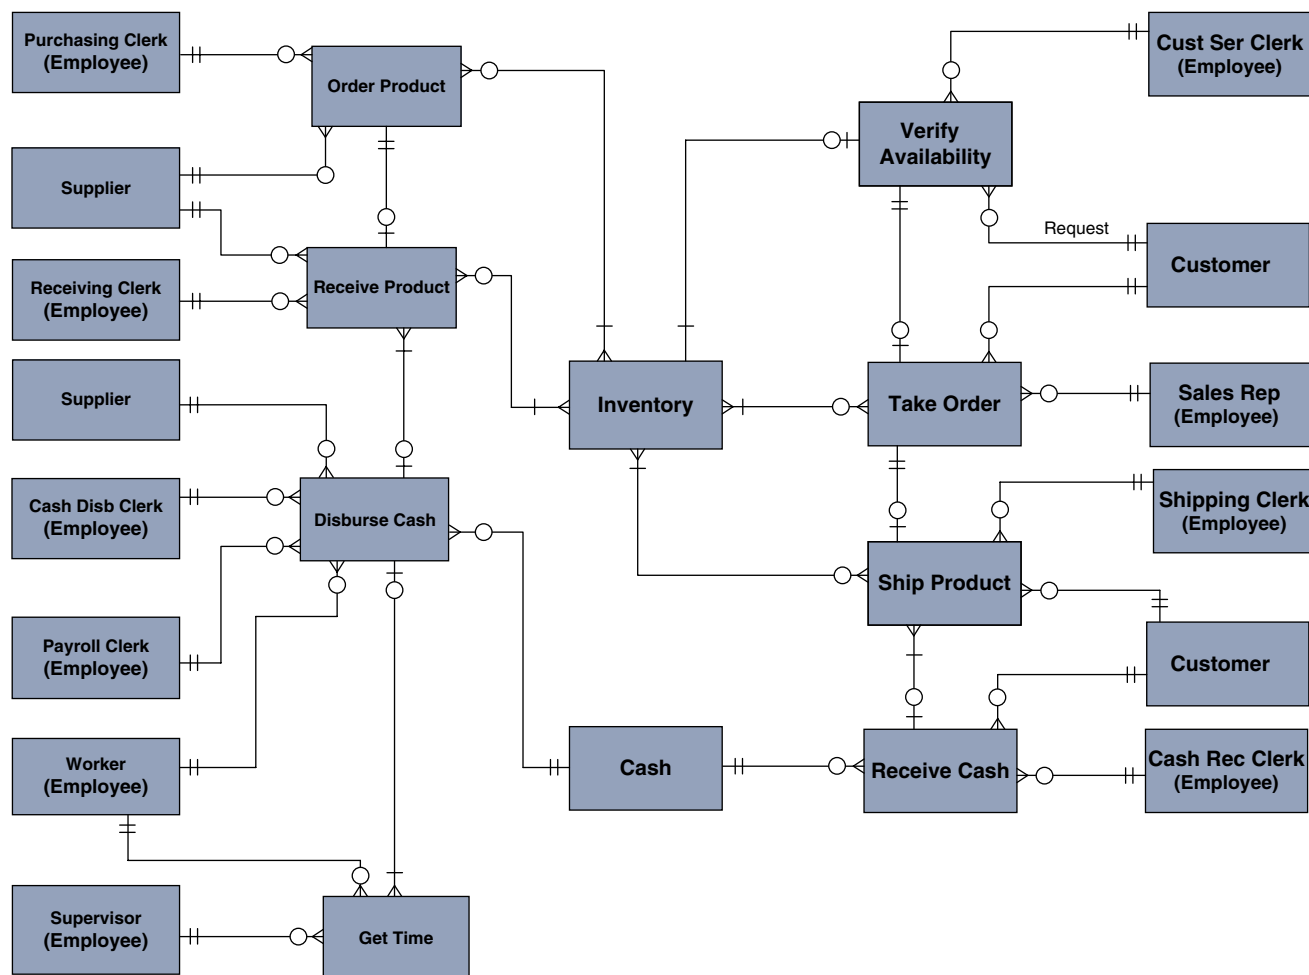 Purchasing Clerk
(Employee)
Order Product
Cust Ser Clerk
(Employee)
Verify
Availability
Supplier
Request
Customer
Receiving Clerk
(Employee)
Receive Product
Supplier
Inventory
Take Order
Sales Rep
(Employee)
Cash Disb Clerk
(Employee)
Disburse Cash
Shipping Clerk
(Employee)
Ship Product
Payroll Clerk
(Employee)
Customer
Worker
(Employee)
Cash
Receive Cash
Cash Rec Clerk
(Employee)
Supervisor
(Employee)
Get Time